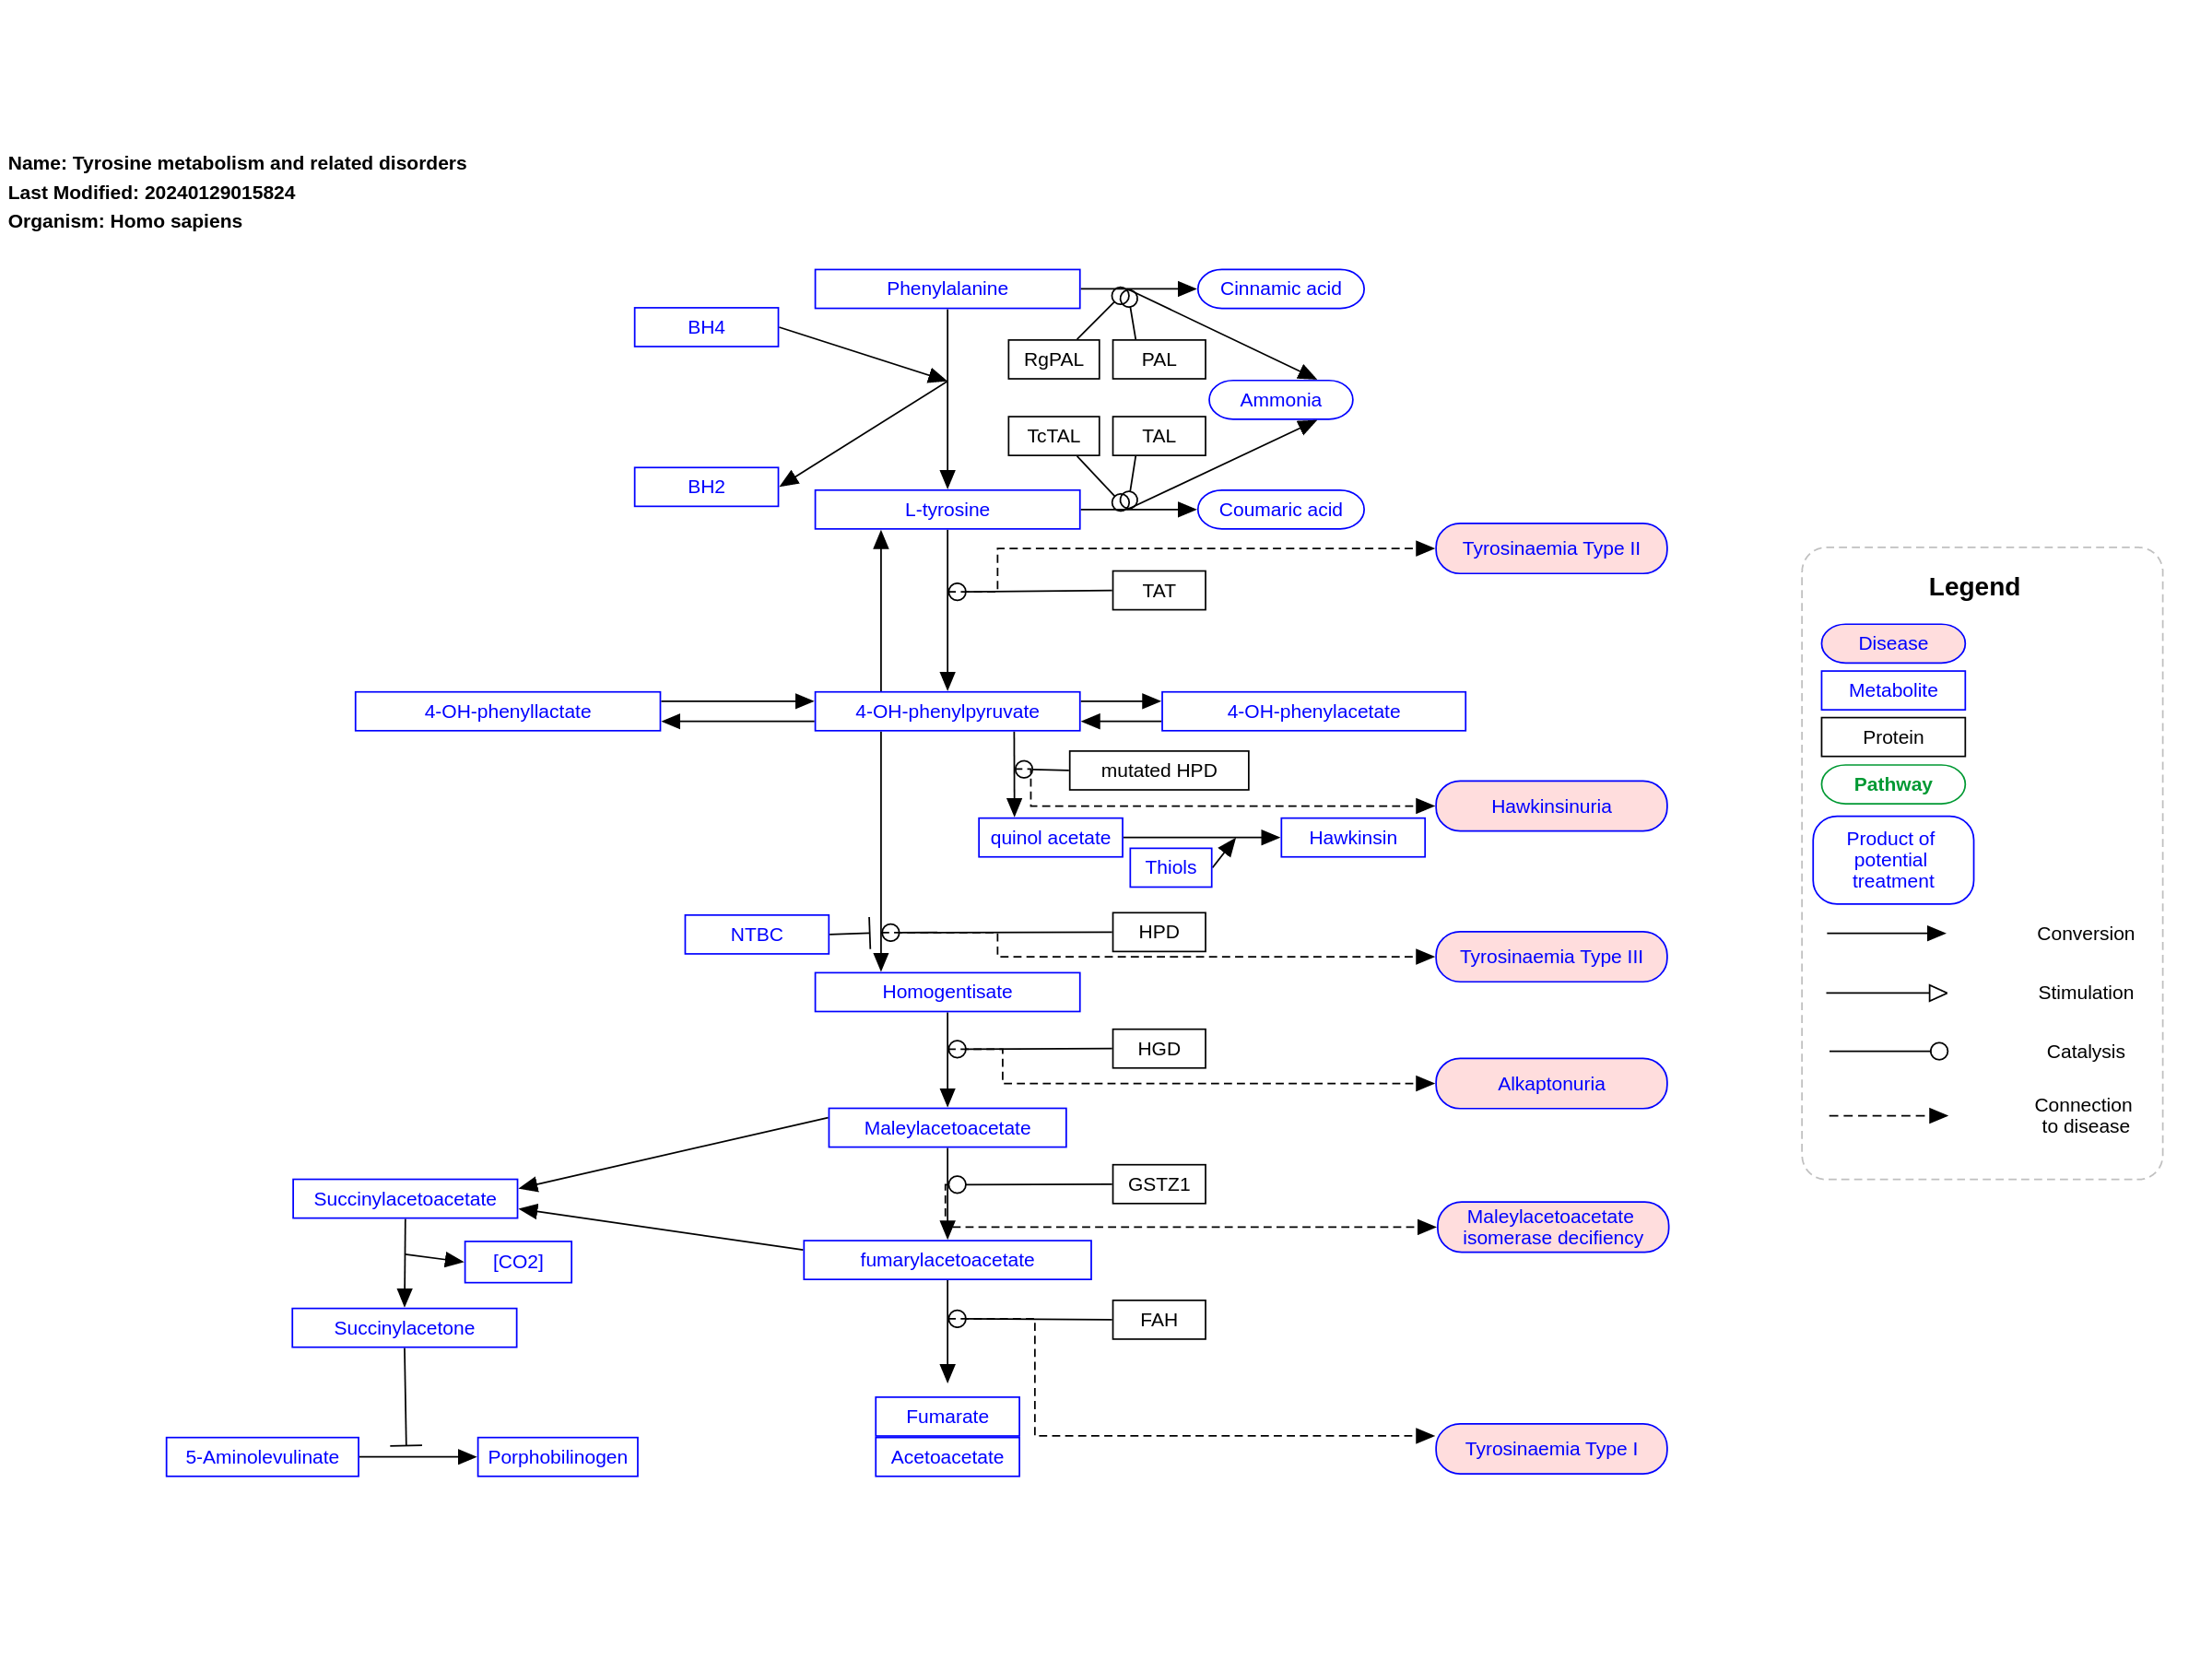 Name: Tyrosine metabolism and related disorders
Last Modified: 20240129015824
Organism: Homo sapiens
Phenylalanine
Cinnamic acid
BH4
RgPAL
PAL
Ammonia
TcTAL
TAL
BH2
L-tyrosine
Coumaric acid
Tyrosinaemia Type II
TAT
4-OH-phenyllactate
4-OH-phenylpyruvate
4-OH-phenylacetate
mutated HPD
Hawkinsinuria
quinol acetate
Hawkinsin
Thiols
NTBC
HPD
Tyrosinaemia Type III
Homogentisate
HGD
Alkaptonuria
Maleylacetoacetate
Succinylacetoacetate
GSTZ1
Maleylacetoacetate
isomerase decifiency
[CO2]
fumarylacetoacetate
Succinylacetone
FAH
Fumarate
Acetoacetate
Tyrosinaemia Type I
5-Aminolevulinate
Porphobilinogen
Legend
Disease
Metabolite
Protein
Pathway
Product of
potential
treatment
Conversion
Stimulation
Catalysis
Connection
to disease